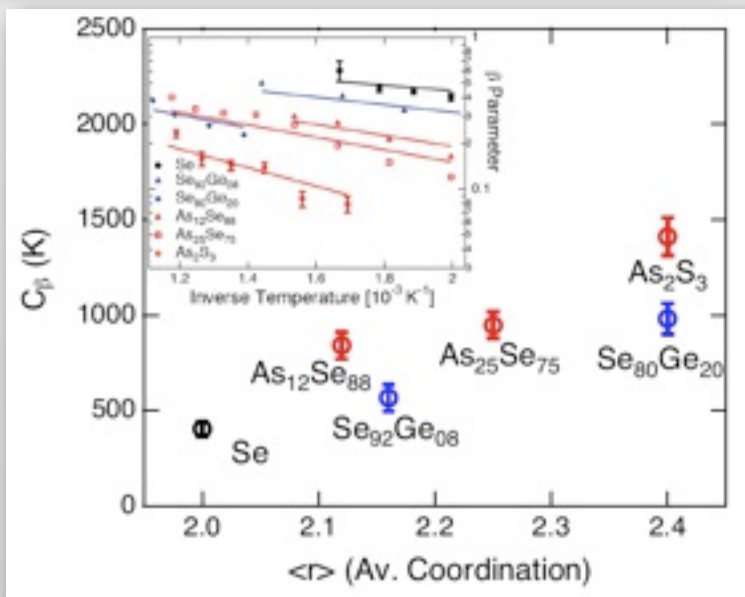 2500
2000
1500
1000
500
0
C_β (K)
2.0 2.1 2.2 2.3 2.4
<r> (Av. Coordination)
Se
As₁₂Se₈₈
Se₉₂Ge₀₈
As₂₅Se₇₅
As₂S₃
Se₈₀Ge₂₀
1
0.1
β Parameter
Se
Se₉₂Ge₀₈
Se₈₀Ge₂₀
As₁₂Se₈₈
As₂₅Se₇₅
As₂S₃
1.2 1.4 1.6 1.8 2
Inverse Temperature [10⁻³ K⁻¹]